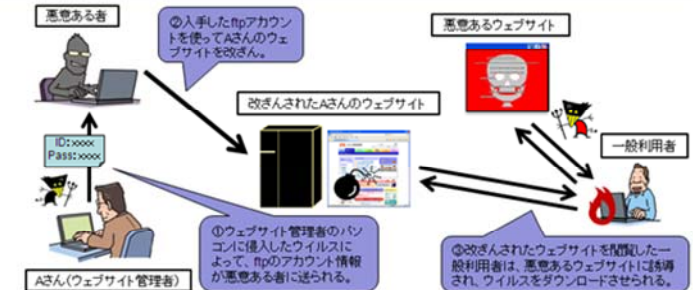 悪意ある者
②入手したftpアカウン
トを使ってAさんのウェ
ブサイトを改ざん。
悪意あるウェブサイト
改ざんされたAさんのウェブサイト
一般利用者
ID:xxxx
Pass:xxxx
①ウェブサイト管理者のパソ
コンに侵入したウイルスに
よって、ftpのアカウント情報
が悪意ある者に送られる。
③改ざんされたウェブサイトを閲覧した一
般利用者は、悪意あるウェブサイトに誘導
され、ウイルスをダウンロードさせられる。
Aさん(ウェブサイト管理者)